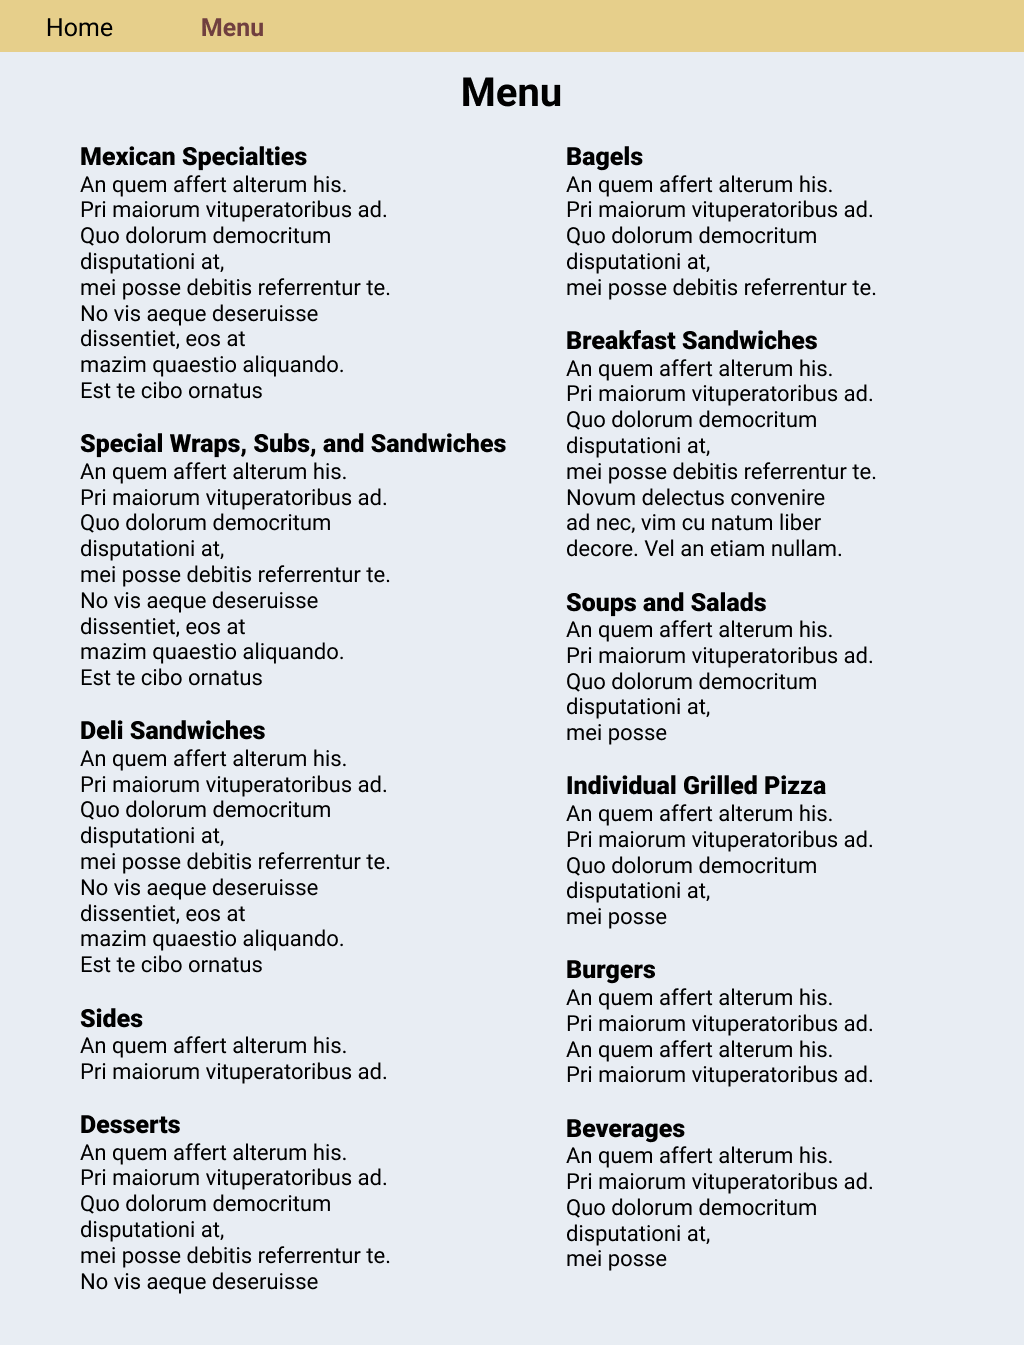 Home Menu
Menu
Mexican Specialties
An quem affert alterum his.
Pri maiorum vituperatoribus ad.
Quo dolorum democritum
disputationi at,
mei posse debitis referrentur te.
No vis aeque deseruisse
dissentiet, eos at
mazim quaestio aliquando.
Est te cibo ornatus
Special Wraps, Subs, and Sandwiches
An quem affert alterum his.
Pri maiorum vituperatoribus ad.
Quo dolorum democritum
disputationi at,
mei posse debitis referrentur te.
No vis aeque deseruisse
dissentiet, eos at
mazim quaestio aliquando.
Est te cibo ornatus
Deli Sandwiches
An quem affert alterum his.
Pri maiorum vituperatoribus ad.
Quo dolorum democritum
disputationi at,
mei posse debitis referrentur te.
No vis aeque deseruisse
dissentiet, eos at
mazim quaestio aliquando.
Est te cibo ornatus
Sides
An quem affert alterum his.
Pri maiorum vituperatoribus ad.
Desserts
An quem affert alterum his.
Pri maiorum vituperatoribus ad.
Quo dolorum democritum
disputationi at,
mei posse debitis referrentur te.
No vis aeque deseruisse
Bagels
An quem affert alterum his.
Pri maiorum vituperatoribus ad.
Quo dolorum democritum
disputationi at,
mei posse debitis referrentur te.
Breakfast Sandwiches
An quem affert alterum his.
Pri maiorum vituperatoribus ad.
Quo dolorum democritum
disputationi at,
mei posse debitis referrentur te.
Novum delectus convenire
ad nec, vim cu natum liber
decore. Vel an etiam nullam.
Soups and Salads
An quem affert alterum his.
Pri maiorum vituperatoribus ad.
Quo dolorum democritum
disputationi at,
mei posse
Individual Grilled Pizza
An quem affert alterum his.
Pri maiorum vituperatoribus ad.
Quo dolorum democritum
disputationi at,
mei posse
Burgers
An quem affert alterum his.
Pri maiorum vituperatoribus ad.
An quem affert alterum his.
Pri maiorum vituperatoribus ad.
Beverages
An quem affert alterum his.
Pri maiorum vituperatoribus ad.
Quo dolorum democritum
disputationi at,
mei posse